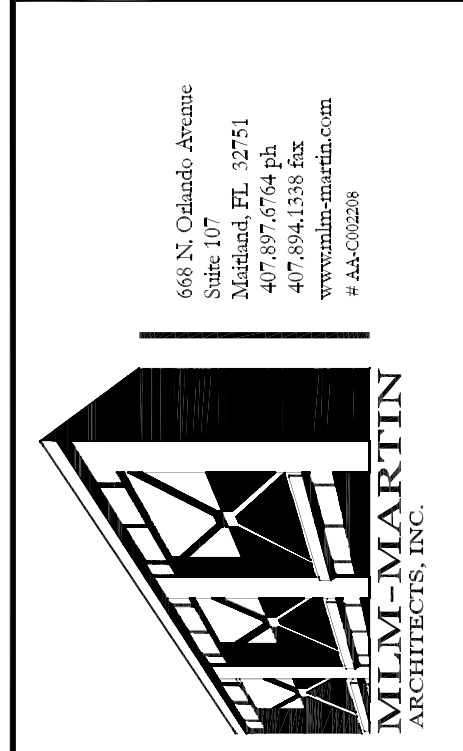 668 N. Orlando Avenue
Suite 107
Maitland, FL 32751
407.897.6764 ph
407.894.1338 fax
www.mlm-martin.com
# AA-C002208
MLM-MARTIN
ARCHITECTS, INC.